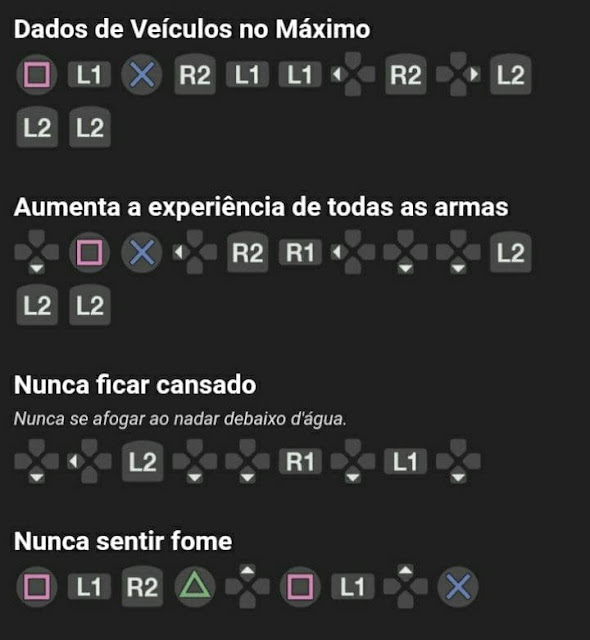 Dados de Veículos no Máximo
L1 R2 L1 L1 R2 L2
L2 L2
Aumenta a experiência de todas as armas
R2 R1 L2
L2 L2
Nunca ficar cansado
Nunca se afogar ao nadar debaixo d'água.
L2 R1 L1
Nunca sentir fome
L1 R2 L1